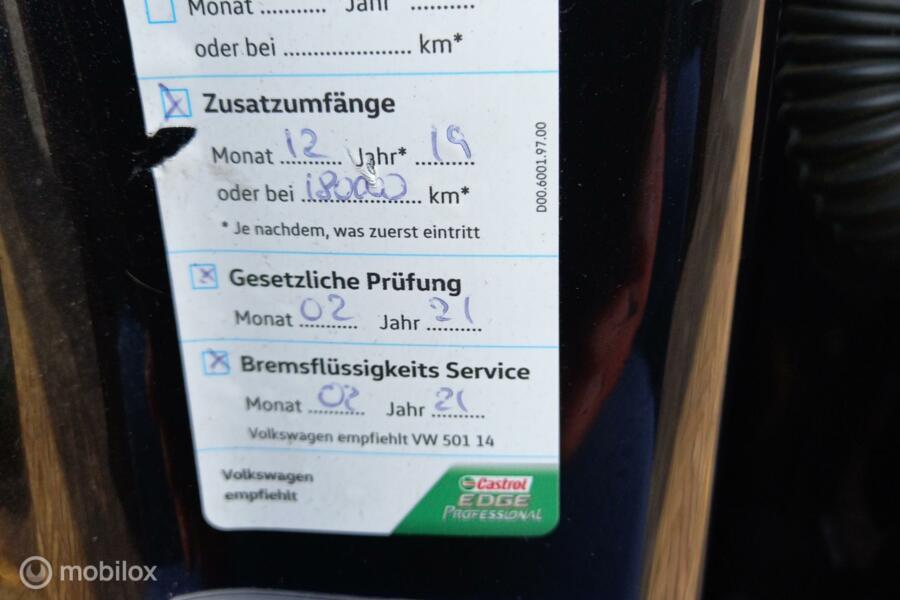 Monat ............ Jahr ............
oder bei ....................... km*
Zusatzumfänge
Monat 12 Jahr* 19
oder bei 18000 km*
* Je nachdem, was zuerst eintritt
D00.6001.97.00
Gesetzliche Prüfung
Monat 02 Jahr 21
Bremsflüssigkeits Service
Monat 02 Jahr 21
Volkswagen empfiehlt VW 501 14
Volkswagen
empfiehlt
Castrol
EDGE
PROFESSIONAL
mobilox